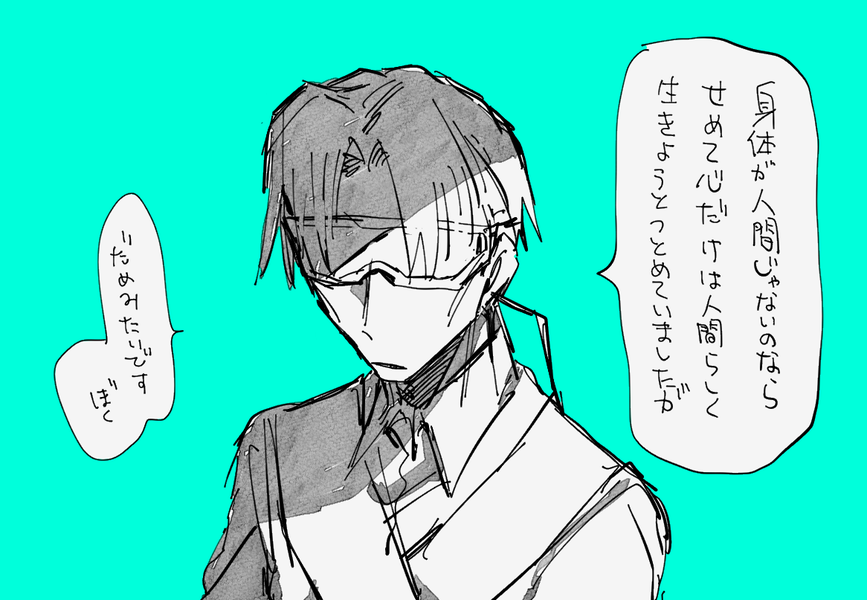 身体が人間じゃないのなら
せめて心だけは人間らしく
生きようとつとめていましたが
だめみたいです
ぼく